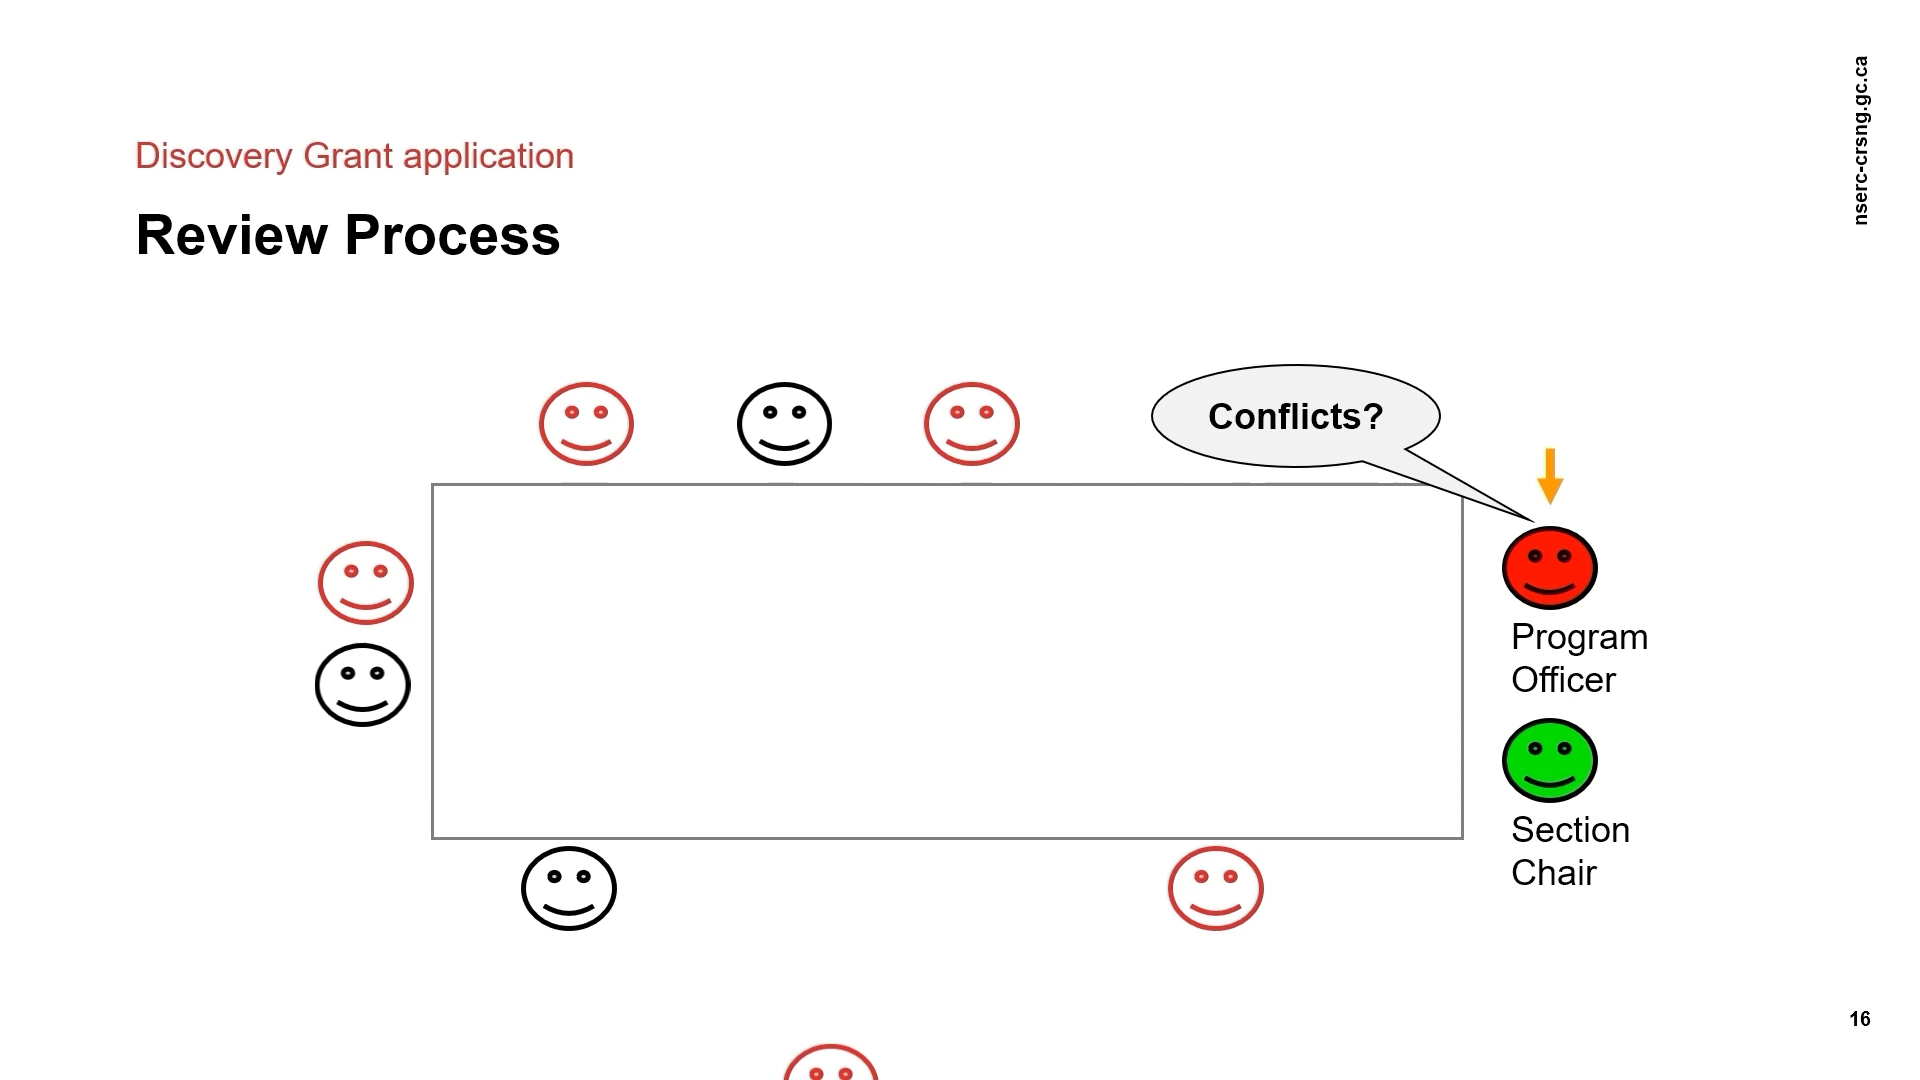 nserc-crsng.gc.ca
Discovery Grant application
Review Process
Conflicts?
Program
Officer
Section
Chair
16